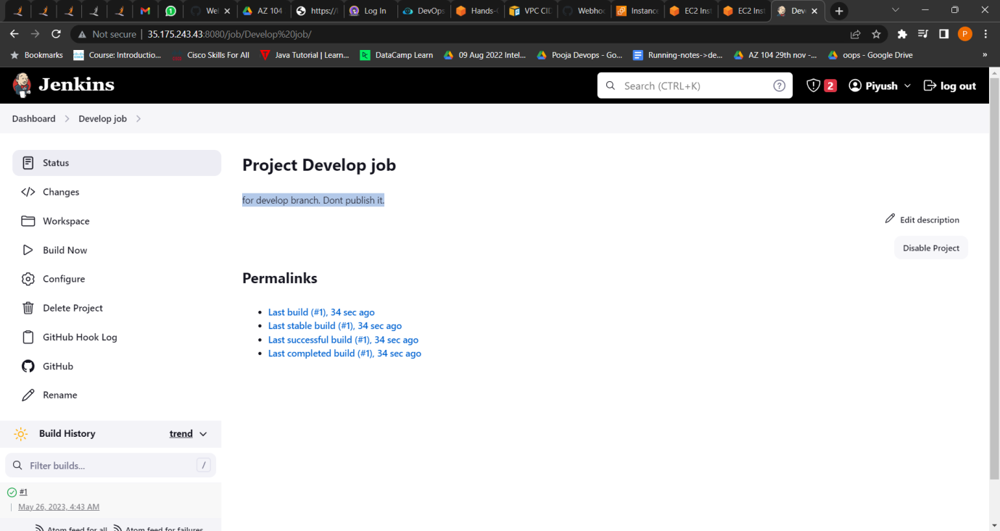 We
AZ 104
https://
Log In
DevOps
Hands-
VPC CID
Webhoo
Instance
EC2 Inst
EC2 Inst
Dev
Not secure | 35.175.243.43:8080/job/Develop%20job/
P
Bookmarks
Course: Introductio...
Cisco Skills For All
Java Tutorial | Learn...
DataCamp Learn
09 Aug 2022 Intel...
Pooja Devops - Go...
Running-notes->de...
AZ 104 29th nov -...
oops - Google Drive
»
Jenkins
Search (CTRL+K)
2
Piyush
log out
Dashboard
Develop job
Status
Changes
Workspace
Build Now
Configure
Delete Project
GitHub Hook Log
GitHub
Rename
Build History
trend
Filter builds...
/
#1
May 26, 2023, 4:43 AM
Atom feed for all
Atom feed for failures
Project Develop job
for develop branch. Dont publish it.
Edit description
Disable Project
Permalinks
Last build (#1), 34 sec ago
Last stable build (#1), 34 sec ago
Last successful build (#1), 34 sec ago
Last completed build (#1), 34 sec ago